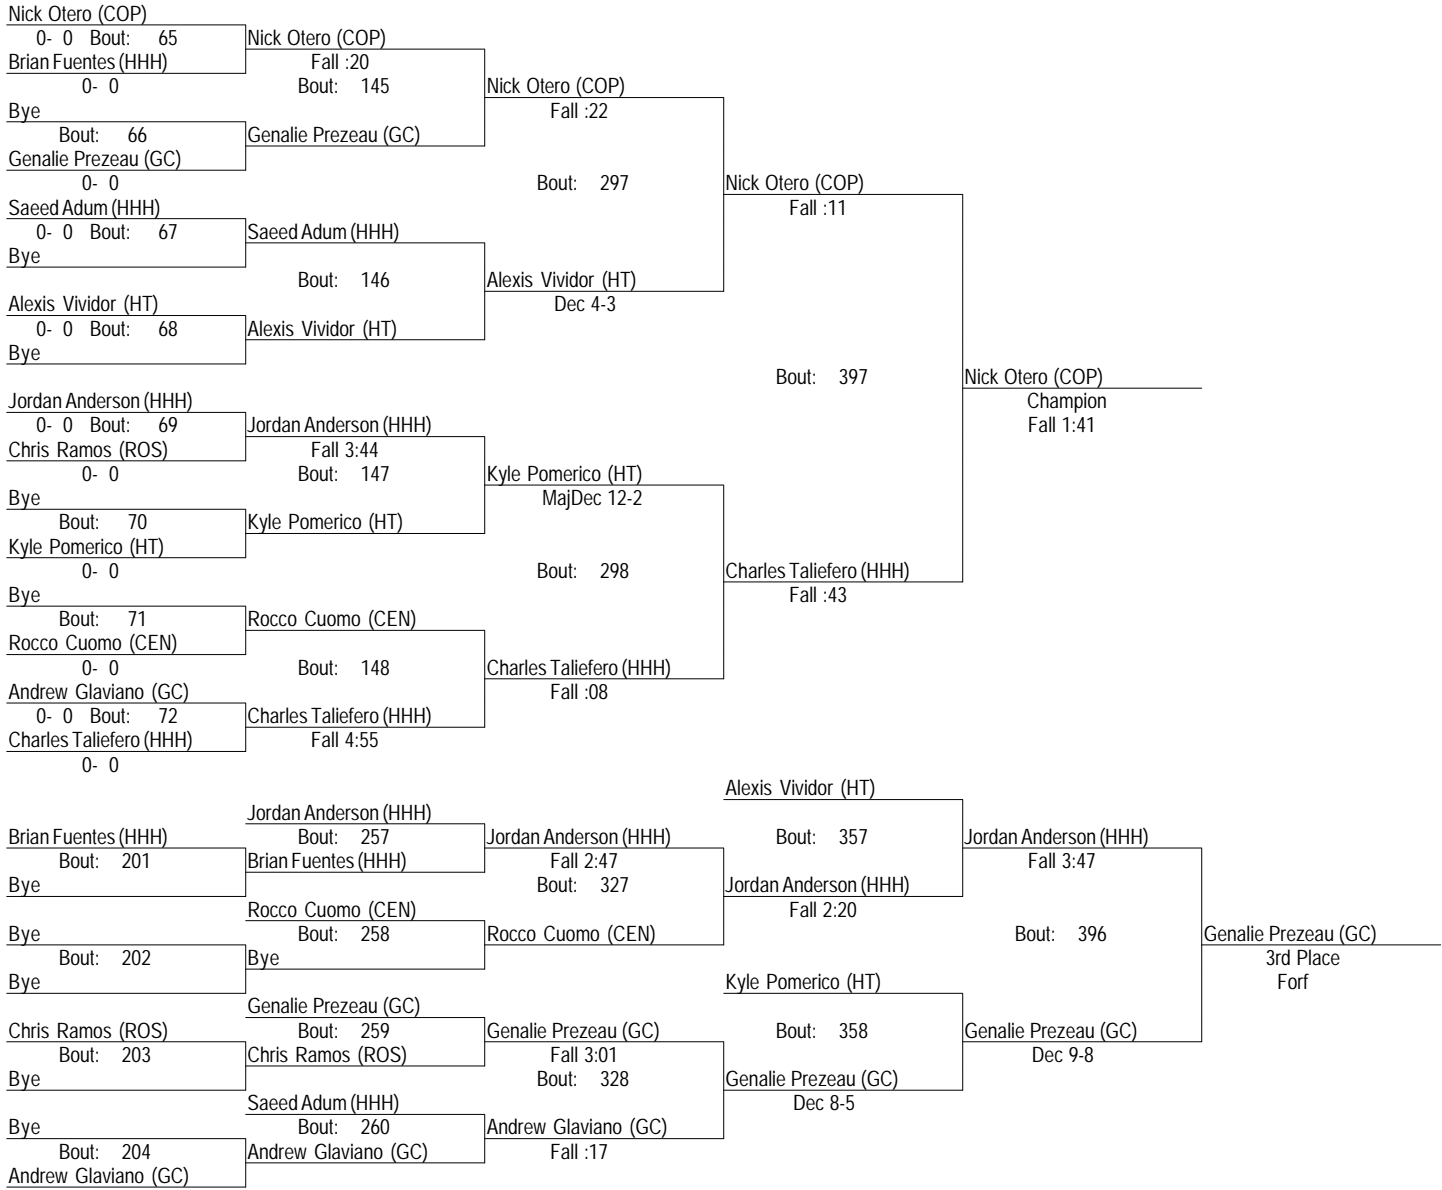 Nick Otero (COP)
0- 0 Bout: 65 Nick Otero (COP)
Brian Fuentes (HHH) Fall :20
0- 0 Bout: 145 Nick Otero (COP)
Bye Fall :22
Bout: 66 Genalie Prezeau (GC)
Genalie Prezeau (GC)
0- 0 Bout: 297 Nick Otero (COP)
Saeed Adum (HHH) Fall :11
0- 0 Bout: 67 Saeed Adum (HHH)
Bye
Bout: 146 Alexis Vividor (HT)
Alexis Vividor (HT) Dec 4-3
0- 0 Bout: 68 Alexis Vividor (HT)
Bye
Bout: 397 Nick Otero (COP)
Jordan Anderson (HHH) Champion
0- 0 Bout: 69 Jordan Anderson (HHH) Fall 1:41
Chris Ramos (ROS) Fall 3:44
0- 0 Bout: 147 Kyle Pomerico (HT)
Bye MajDec 12-2
Bout: 70 Kyle Pomerico (HT)
Kyle Pomerico (HT)
0- 0 Bout: 298 Charles Taliefero (HHH)
Bye Fall :43
Bout: 71 Rocco Cuomo (CEN)
Rocco Cuomo (CEN)
0- 0 Bout: 148 Charles Taliefero (HHH)
Andrew Glaviano (GC) Fall :08
0- 0 Bout: 72 Charles Taliefero (HHH)
Charles Taliefero (HHH) Fall 4:55
0- 0
Alexis Vividor (HT)
Jordan Anderson (HHH)
Brian Fuentes (HHH) Bout: 257 Jordan Anderson (HHH) Bout: 357 Jordan Anderson (HHH)
Bout: 201 Brian Fuentes (HHH) Fall 2:47 Fall 3:47
Bye Bout: 327 Jordan Anderson (HHH)
Rocco Cuomo (CEN) Fall 2:20
Bye Bout: 258 Rocco Cuomo (CEN) Bout: 396 Genalie Prezeau (GC)
Bout: 202 Bye 3rd Place
Bye Kyle Pomerico (HT) Forf
Genalie Prezeau (GC)
Chris Ramos (ROS) Bout: 259 Genalie Prezeau (GC) Bout: 358 Genalie Prezeau (GC)
Bout: 203 Chris Ramos (ROS) Fall 3:01 Dec 9-8
Bye Bout: 328 Genalie Prezeau (GC)
Saeed Adum (HHH) Dec 8-5
Bye Bout: 260 Andrew Glaviano (GC)
Bout: 204 Andrew Glaviano (GC) Fall :17
Andrew Glaviano (GC)